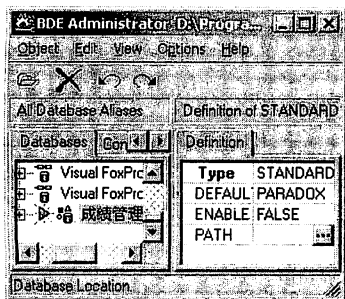 BDE Administrator D:\Progra...
Object Edit View Options Help
All Database Aliases Definition of STANDARD
Databases Con Definition
Visual FoxPrc
Visual FoxPrc
成绩管理
Type STANDARD
DEFAUL PARADOX
ENABLE FALSE
PATH
Database Location